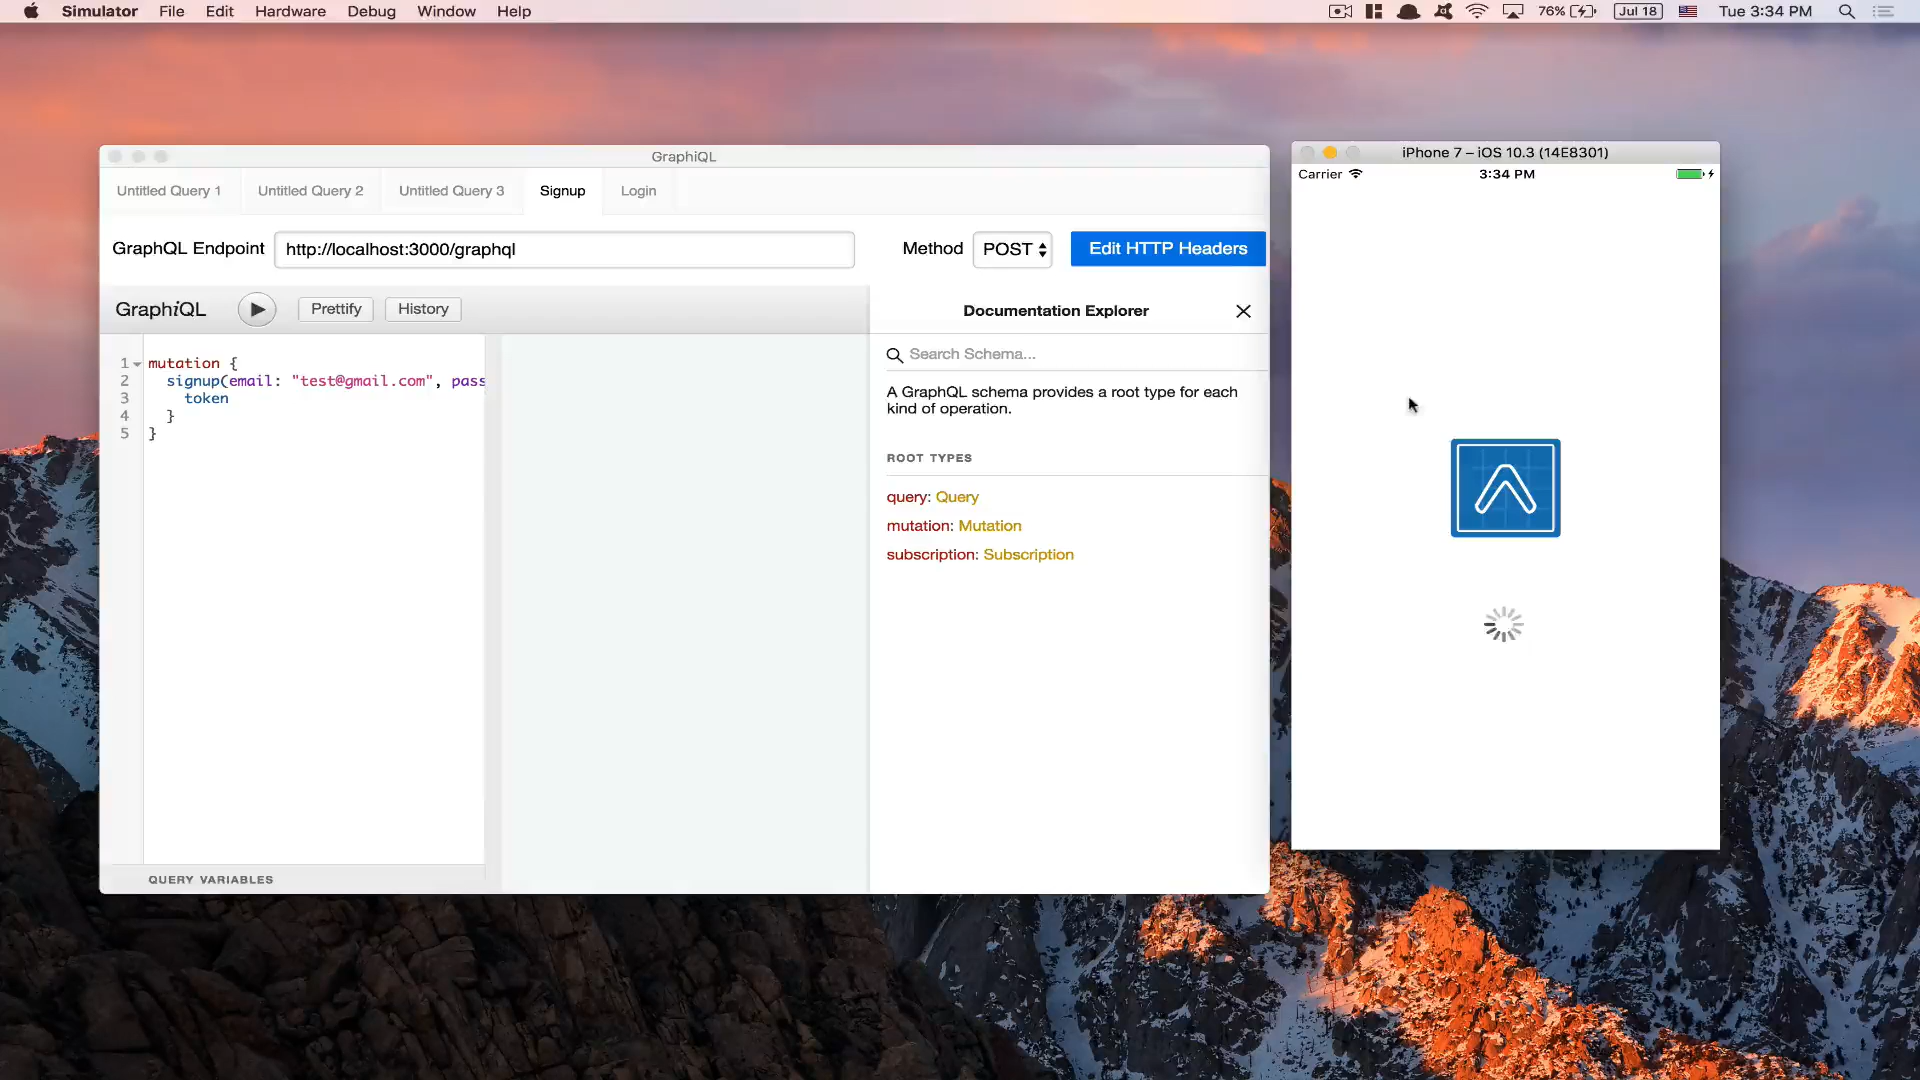 Simulator File Edit Hardware Debug Window Help 76% Jul 18 Tue 3:34 PM
GraphiQL
Untitled Query 1 Untitled Query 2 Untitled Query 3 Signup Login
GraphQL Endpoint http://localhost:3000/graphql Method POST Edit HTTP Headers
GraphiQL Prettify History
1 mutation {
2 signup(email: "test@gmail.com", pass
3 token
4 }
5 }
QUERY VARIABLES
Documentation Explorer
Search Schema...
A GraphQL schema provides a root type for each
kind of operation.
ROOT TYPES
query: Query
mutation: Mutation
subscription: Subscription
iPhone 7 – iOS 10.3 (14E8301)
Carrier 3:34 PM